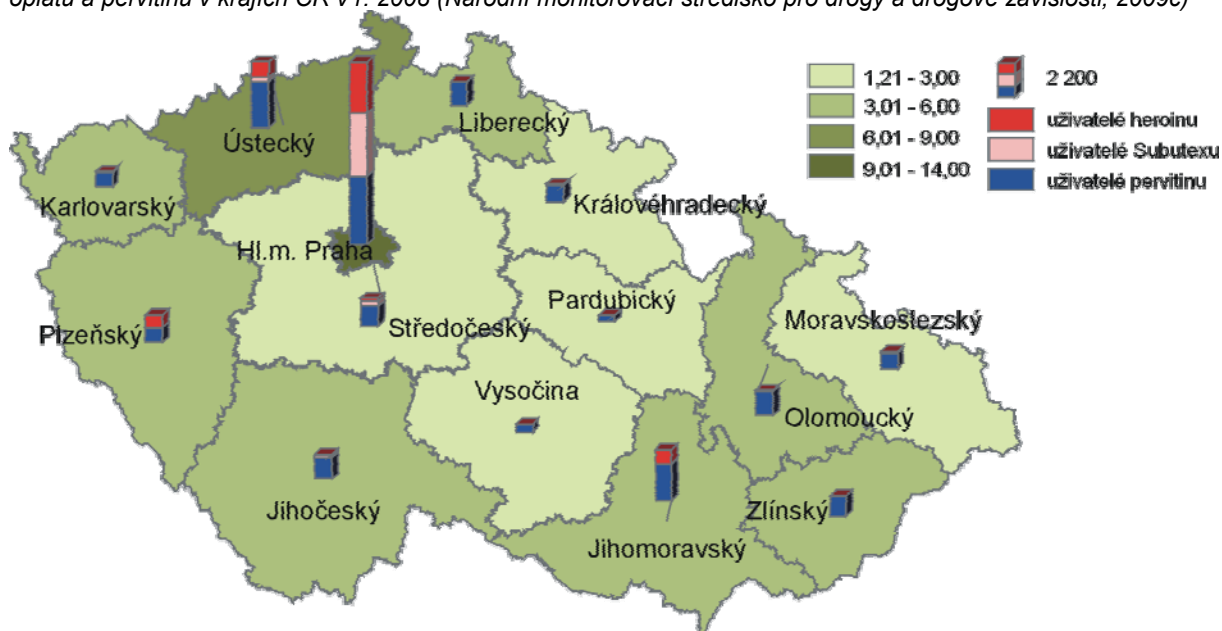 opiátů a pervitinu v krajích ČR v r. 2008 (Národní monitorovací středisko pro drogy a drogové závislosti, 2009c)
1,21 - 3,00
3,01 - 6,00
6,01 - 9,00
9,01 - 14,00
2 200
uživatelé heroinu
uživatelé Subutexu
uživatelé pervitinu
Ústecký
Liberecký
Karlovarský
Královéhradecký
Hl.m. Praha
Plzeňský
Středočeský
Pardubický
Moravskoslezský
Vysočina
Olomoucký
Jihočeský
Zlínský
Jihomoravský